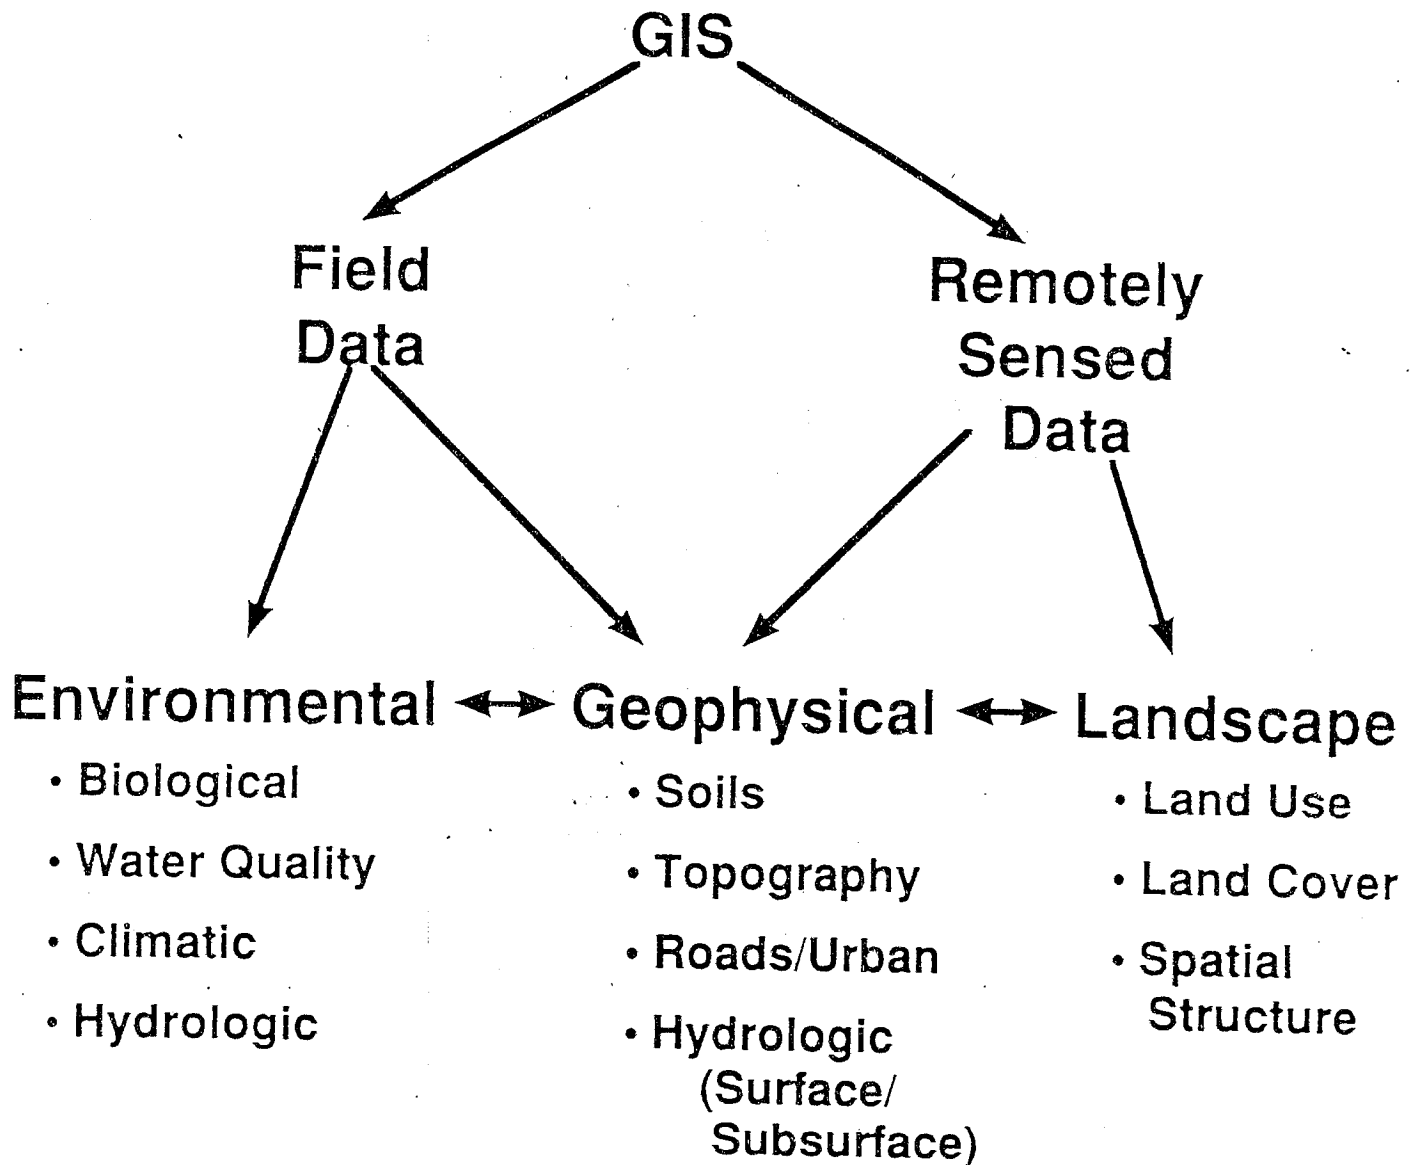 GIS
Field
Data
Remotely
Sensed
Data
Environmental
• Biological
• Water Quality
• Climatic
• Hydrologic
Geophysical
• Soils
• Topography
• Roads/Urban
• Hydrologic
(Surface/
Subsurface)
Landscape
• Land Use
• Land Cover
• Spatial
Structure